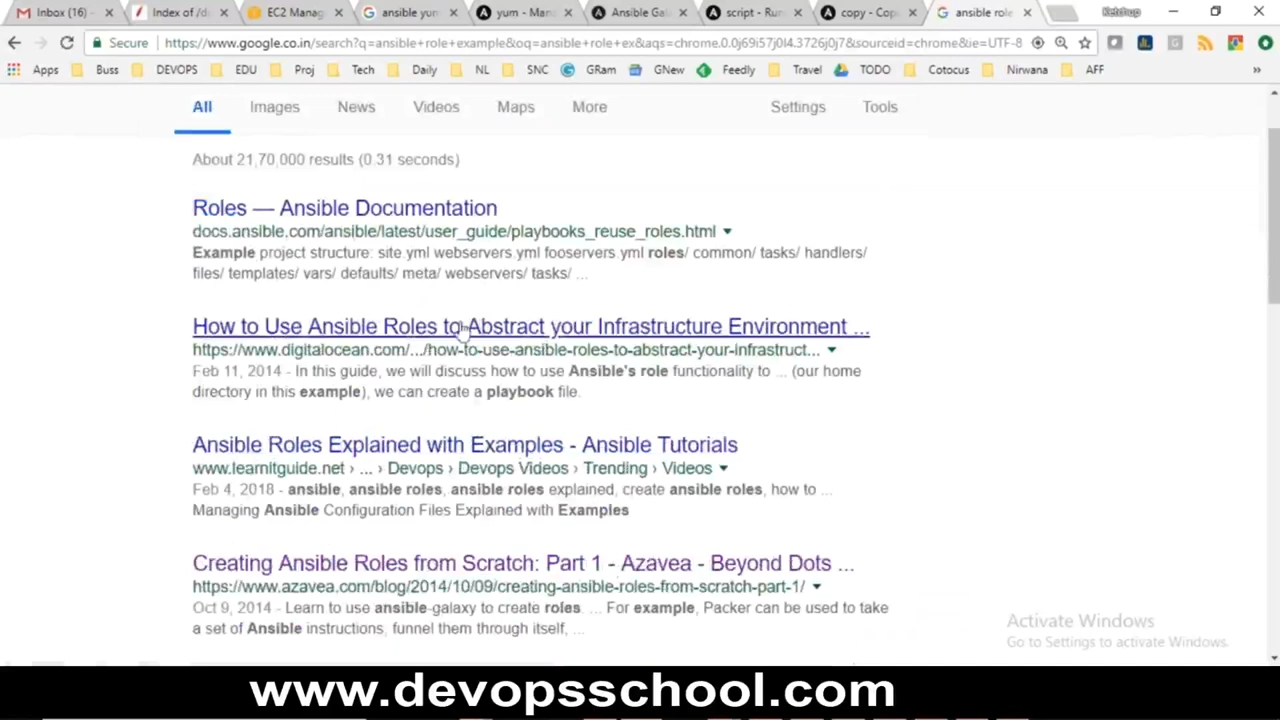 Inbox (16)
Index of /d
EC2 Manag
ansible yum
yum - Man
Ansible Gal
script - Run
copy - Cop
ansible role
Ketchup
Secure
https://www.google.co.in/search?q=ansible+role+example&oq=ansible+role+ex&aqs=chrome.0.0j69i57j0l4.3726j0j7&sourceid=chrome&ie=UTF-8
Apps
Buss
DEVOPS
EDU
Proj
Tech
Daily
NL
SNC
GRam
GNew
Feedly
Travel
TODO
Cotocus
Nirwana
AFF
»
All
Images
News
Videos
Maps
More
Settings
Tools
About 21,70,000 results (0.31 seconds)
Roles — Ansible Documentation
docs.ansible.com/ansible/latest/user_guide/playbooks_reuse_roles.html
Example project structure: site.yml webservers.yml fooservers.yml roles/ common/ tasks/ handlers/
files/ templates/ vars/ defaults/ meta/ webservers/ tasks/ ...
How to Use Ansible Roles to Abstract your Infrastructure Environment ...
https://www.digitalocean.com/.../how-to-use-ansible-roles-to-abstract-your-infrastruct...
Feb 11, 2014 - In this guide, we will discuss how to use Ansible's role functionality to ... (our home
directory in this example), we can create a playbook file.
Ansible Roles Explained with Examples - Ansible Tutorials
www.learnitguide.net › ... › Devops › Devops Videos › Trending › Videos
Feb 4, 2018 - ansible, ansible roles, ansible roles explained, create ansible roles, how to ...
Managing Ansible Configuration Files Explained with Examples
Creating Ansible Roles from Scratch: Part 1 - Azavea - Beyond Dots ...
https://www.azavea.com/blog/2014/10/09/creating-ansible-roles-from-scratch-part-1/
Oct 9, 2014 - Learn to use ansible-galaxy to create roles. ... For example, Packer can be used to take
a set of Ansible instructions, funnel them through itself, ...
Activate Windows
Go to Settings to activate Windows.
www.devopsschool.com